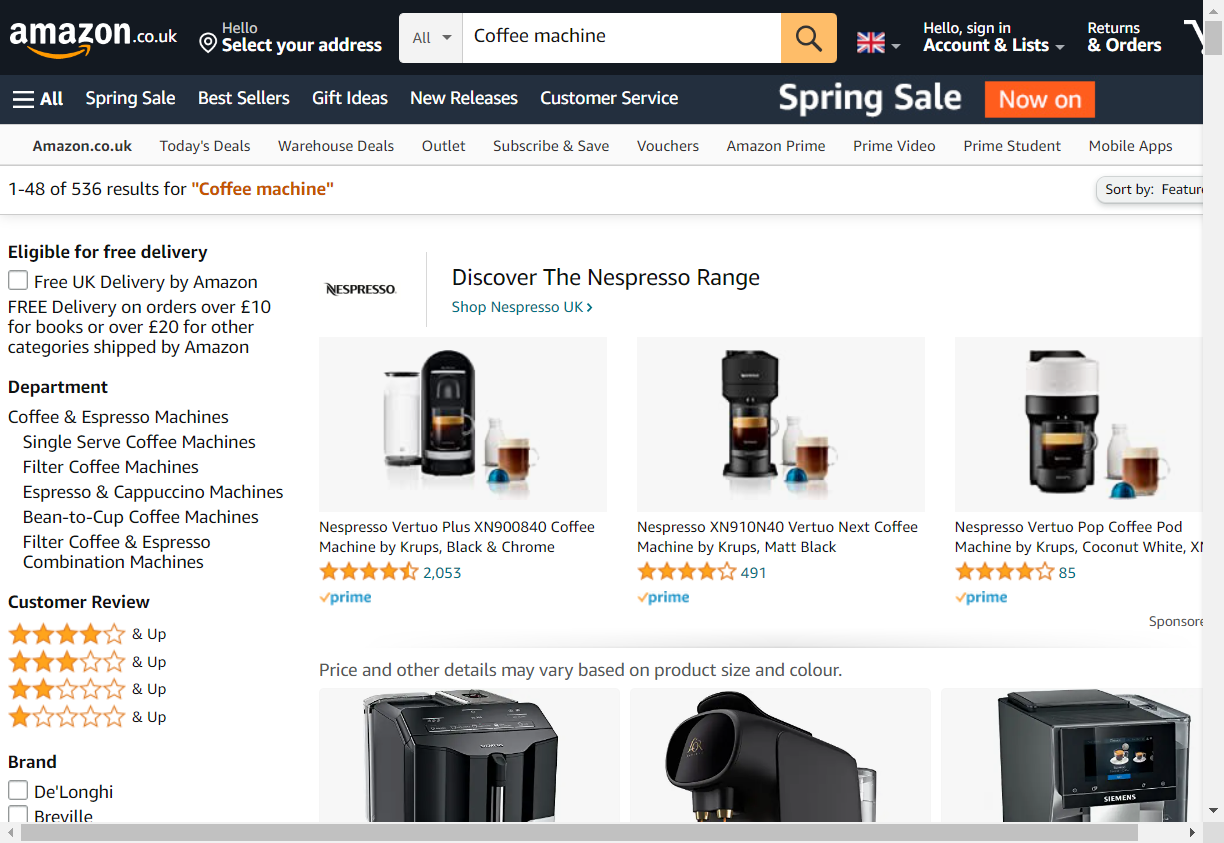 amazon.co.uk
Hello
Select your address
All
Coffee machine
Hello, sign in
Account & Lists
Returns
& Orders
All
Spring Sale
Best Sellers
Gift Ideas
New Releases
Customer Service
Spring Sale
Now on
Amazon.co.uk
Today's Deals
Warehouse Deals
Outlet
Subscribe & Save
Vouchers
Amazon Prime
Prime Video
Prime Student
Mobile Apps
1-48 of 536 results for "Coffee machine"
Sort by: Feature
Eligible for free delivery
Free UK Delivery by Amazon
FREE Delivery on orders over £10
for books or over £20 for other
categories shipped by Amazon
Department
Coffee & Espresso Machines
Single Serve Coffee Machines
Filter Coffee Machines
Espresso & Cappuccino Machines
Bean-to-Cup Coffee Machines
Filter Coffee & Espresso
Combination Machines
Customer Review
& Up
& Up
& Up
& Up
Brand
De'Longhi
Breville
NESPRESSO
Discover The Nespresso Range
Shop Nespresso UK ›
Nespresso Vertuo Plus XN900840 Coffee
Machine by Krups, Black & Chrome
2,053
prime
Nespresso XN910N40 Vertuo Next Coffee
Machine by Krups, Matt Black
491
prime
Nespresso Vertuo Pop Coffee Pod
Machine by Krups, Coconut White, XN
85
prime
Sponsore
Price and other details may vary based on product size and colour.
SIEMENS
L'OR
SIEMENS